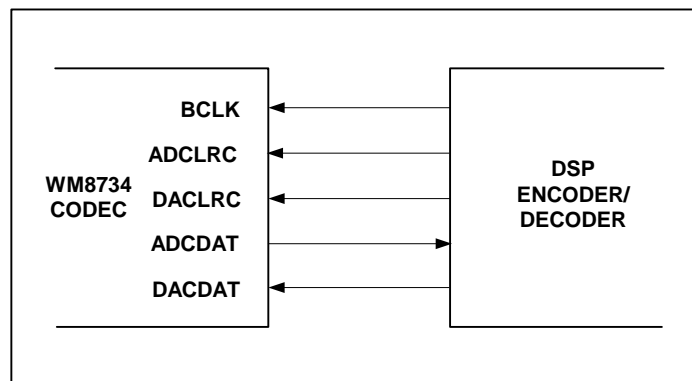 BCLK
ADCLRC
WM8734
CODEC
DACLRC
ADCDAT
DACDAT
DSP
ENCODER/
DECODER